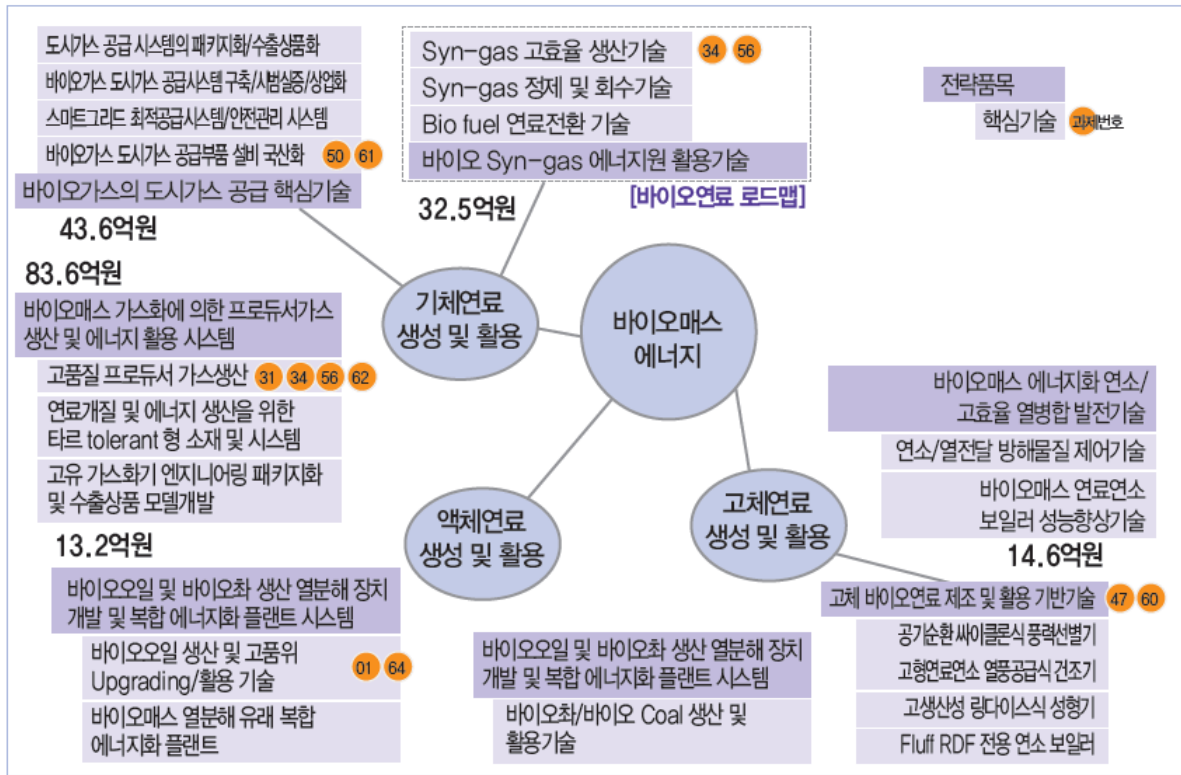 도시가스 공급 시스템의 패키지화/수출상품화
바이오가스 도시가스 공급시스템 구축/시범실증/상업화
스마트그리드 최적공급시스템/안전관리 시스템
바이오가스 도시가스 공급부품 설비 국산화 50 61
바이오가스의 도시가스 공급 핵심기술
43.6억원
Syn-gas 고효율 생산기술 34 56
Syn-gas 정제 및 회수기술
Bio fuel 연료전환 기술
바이오 Syn-gas 에너지원 활용기술
[바이오연료 로드맵]
32.5억원
전략품목
핵심기술 과제번호
83.6억원
바이오매스 가스화에 의한 프로듀서가스
생산 및 에너지 활용 시스템
고품질 프로듀서 가스생산 31 34 56 62
연료개질 및 에너지 생산을 위한
타르 tolerant 형 소재 및 시스템
고유 가스화기 엔지니어링 패키지화
및 수출상품 모델개발
기체연료
생성 및 활용
바이오매스
에너지
액체연료
생성 및 활용
고체연료
생성 및 활용
바이오매스 에너지화 연소/
고효율 열병합 발전기술
연소/열전달 방해물질 제어기술
바이오매스 연료연소
보일러 성능향상기술
14.6억원
고체 바이오연료 제조 및 활용 기반기술 47 60
공기순환 싸이클론식 풍력선별기
고형연료연소 열풍공급식 건조기
고생산성 링다이스식 성형기
Fluff RDF 전용 연소 보일러
13.2억원
바이오오일 및 바이오촤 생산 열분해 장치
개발 및 복합 에너지화 플랜트 시스템
바이오오일 생산 및 고품위
Upgrading/활용 기술 01 64
바이오매스 열분해 유래 복합
에너지화 플랜트
바이오오일 및 바이오촤 생산 열분해 장치
개발 및 복합 에너지화 플랜트 시스템
바이오촤/바이오 Coal 생산 및
활용기술